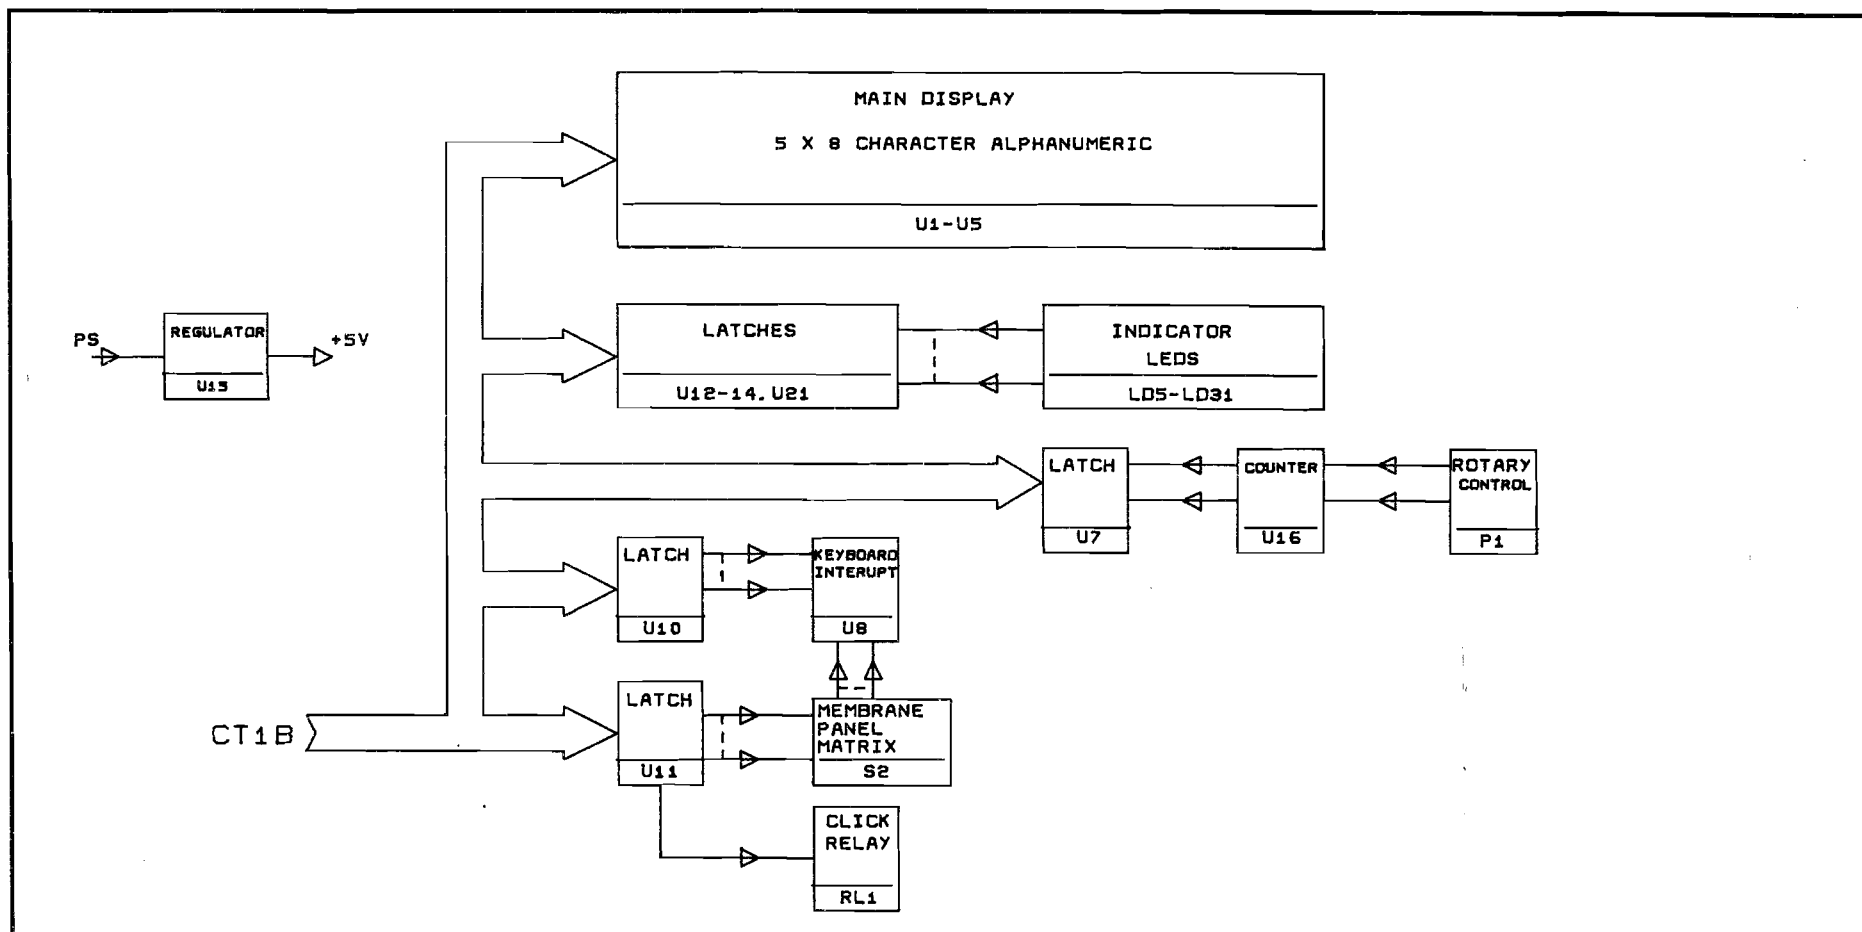 MAIN DISPLAY
5 X 8 CHARACTER ALPHANUMERIC
U1-U5
PS
REGULATOR
+5V
U15
LATCHES
U12-14. U21
INDICATOR
LEDS
LD5-LD31
LATCH
U7
COUNTER
U16
ROTARY
CONTROL
P1
LATCH
U10
KEYBOARD
INTERUPT
U8
CT1B
LATCH
U11
MEMBRANE
PANEL
MATRIX
S2
CLICK
RELAY
RL1